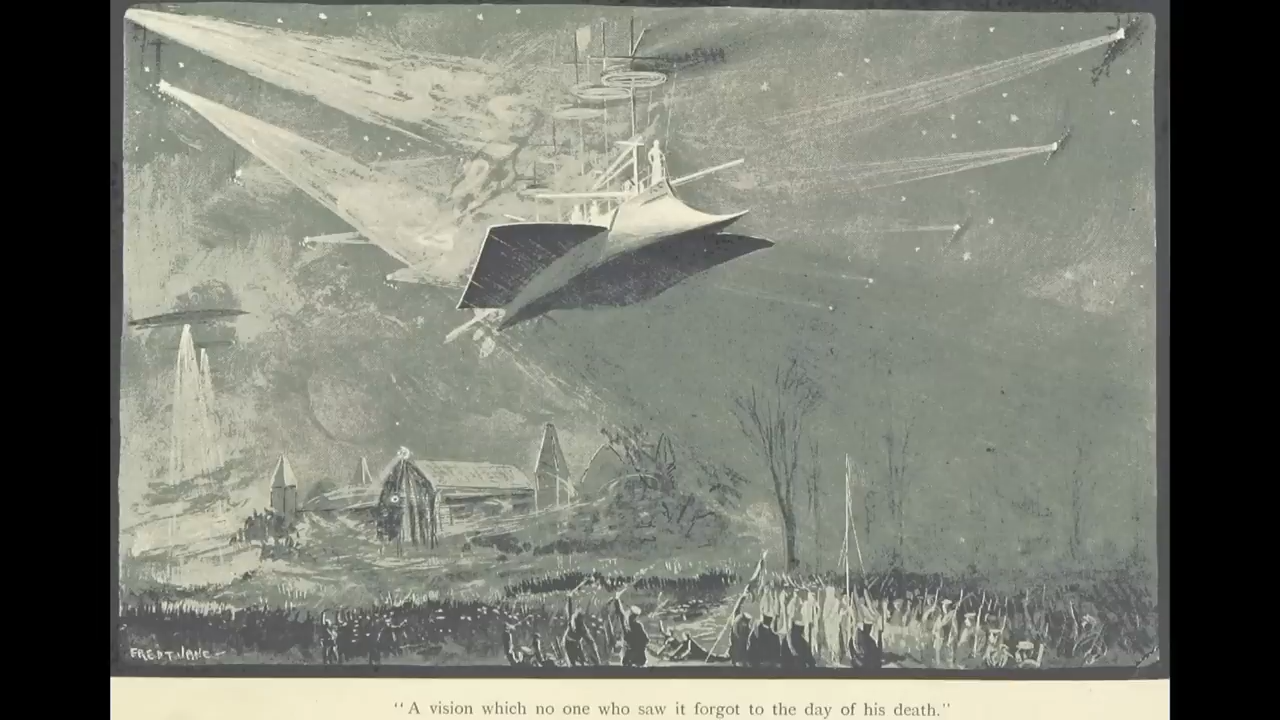 FRED T. JANE—
"A vision which no one who saw it forgot to the day of his death."